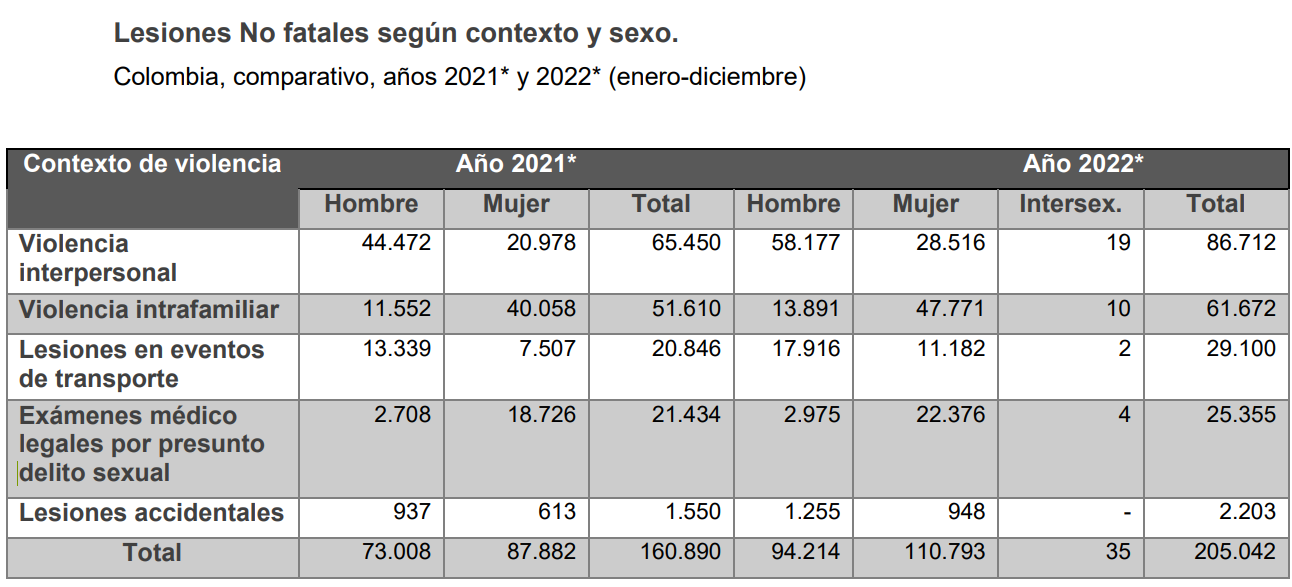 Lesiones No fatales según contexto y sexo.
Colombia, comparativo, años 2021* y 2022* (enero-diciembre)
Contexto de violencia Año 2021* Año 2022*
Hombre Mujer Total Hombre Mujer Intersex. Total
Violencia 44.472 20.978 65.450 58.177 28.516 19 86.712
interpersonal
Violencia intrafamiliar 11.552 40.058 51.610 13.891 47.771 10 61.672
Lesiones en eventos 13.339 7.507 20.846 17.916 11.182 2 29.100
de transporte
Exámenes médico 2.708 18.726 21.434 2.975 22.376 4 25.355
legales por presunto
delito sexual
Lesiones accidentales 937 613 1.550 1.255 948 - 2.203
Total 73.008 87.882 160.890 94.214 110.793 35 205.042